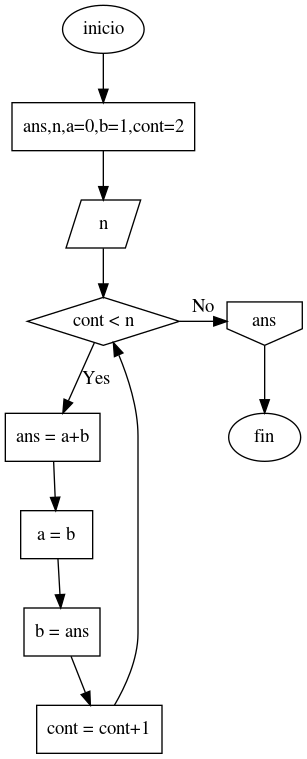 inicio
ans,n,a=0,b=1,cont=2
n
cont < n
No
ans
Yes
ans = a+b
fin
a = b
b = ans
cont = cont+1